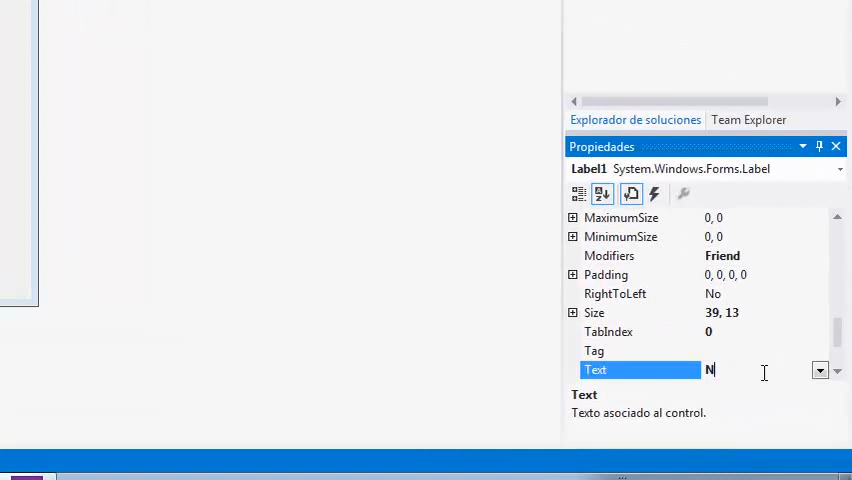 Explorador de soluciones Team Explorer
Propiedades
Label1 System.Windows.Forms.Label
MaximumSize 0, 0
MinimumSize 0, 0
Modifiers Friend
Padding 0, 0, 0, 0
RightToLeft No
Size 39, 13
TabIndex 0
Tag
Text N
Text
Texto asociado al control.